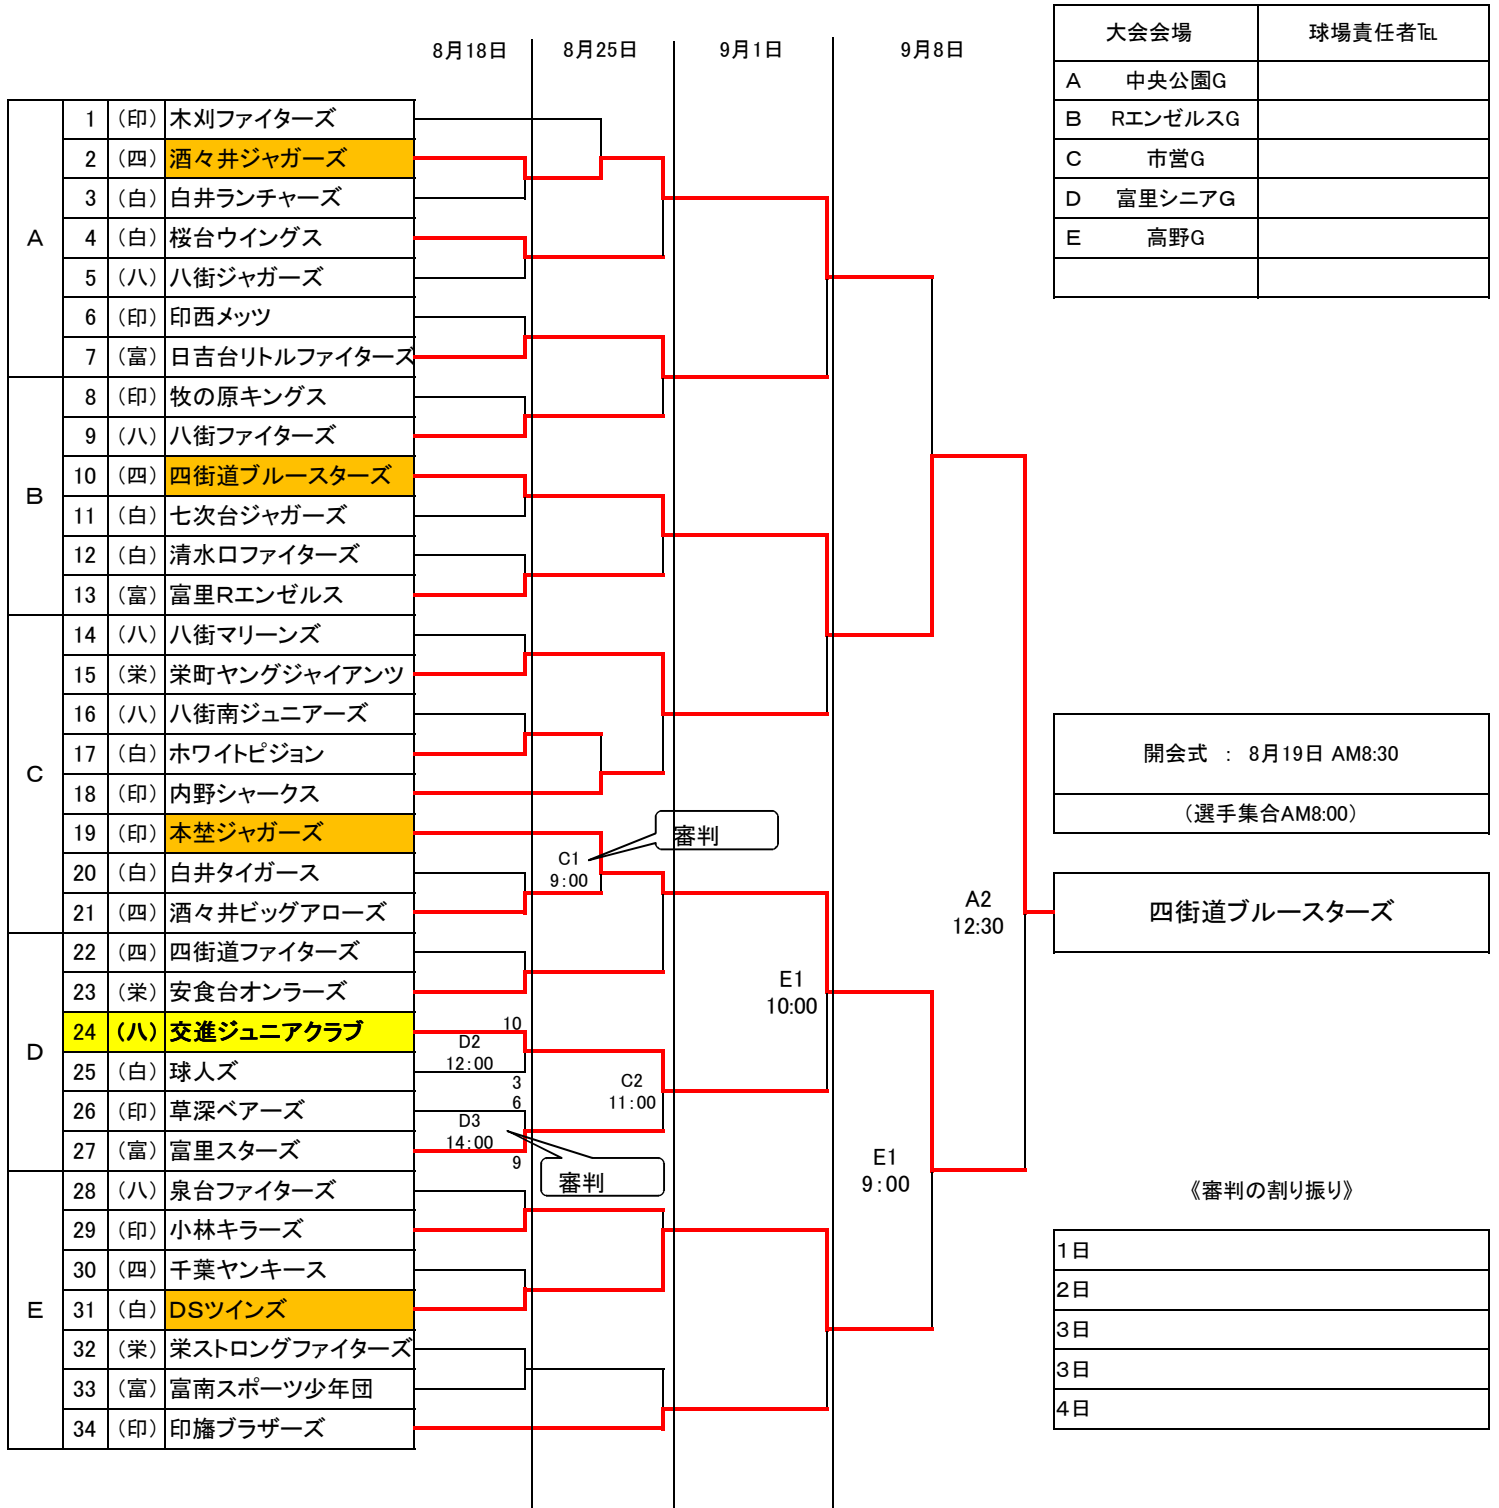 8月18日 8月25日 9月1日 9月8日
大会会場 球場責任者℡
A 中央公園G
B RエンゼルスG
C 市営G
D 富里シニアG
E 高野G
A
1 （印） 木刈ファイターズ
2 （四） 酒々井ジャガーズ
3 （白） 白井ランチャーズ
4 （白） 桜台ウイングス
5 （八） 八街ジャガーズ
6 （印） 印西メッツ
7 （富） 日吉台リトルファイターズ
B
8 （印） 牧の原キングス
9 （八） 八街ファイターズ
10 （四） 四街道ブルースターズ
11 （白） 七次台ジャガーズ
12 （白） 清水口ファイターズ
13 （富） 富里Rエンゼルス
C
14 （八） 八街マリーンズ
15 （栄） 栄町ヤングジャイアンツ
16 （八） 八街南ジュニアーズ
17 （白） ホワイトピジョン
18 （印） 内野シャークス
19 （印） 本埜ジャガーズ
20 （白） 白井タイガース
21 （四） 酒々井ビッグアローズ
D
22 （四） 四街道ファイターズ
23 （栄） 安食台オンラーズ
24 （八） 交進ジュニアクラブ
25 （白） 球人ズ
26 （印） 草深ベアーズ
27 （富） 富里スターズ
E
28 （八） 泉台ファイターズ
29 （印） 小林キラーズ
30 （四） 千葉ヤンキース
31 （白） DSツインズ
32 （栄） 栄ストロングファイターズ
33 （富） 富南スポーツ少年団
34 （印） 印旛ブラザーズ
10
D2
12:00
3
6
D3
14:00
9
審判
C1
9:00
審判
C2
11:00
E1
10:00
E1
9:00
A2
12:30
開会式 ： 8月19日 AM8:30
（選手集合AM8:00）
四街道ブルースターズ
《審判の割り振り》
1日
2日
3日
3日
4日